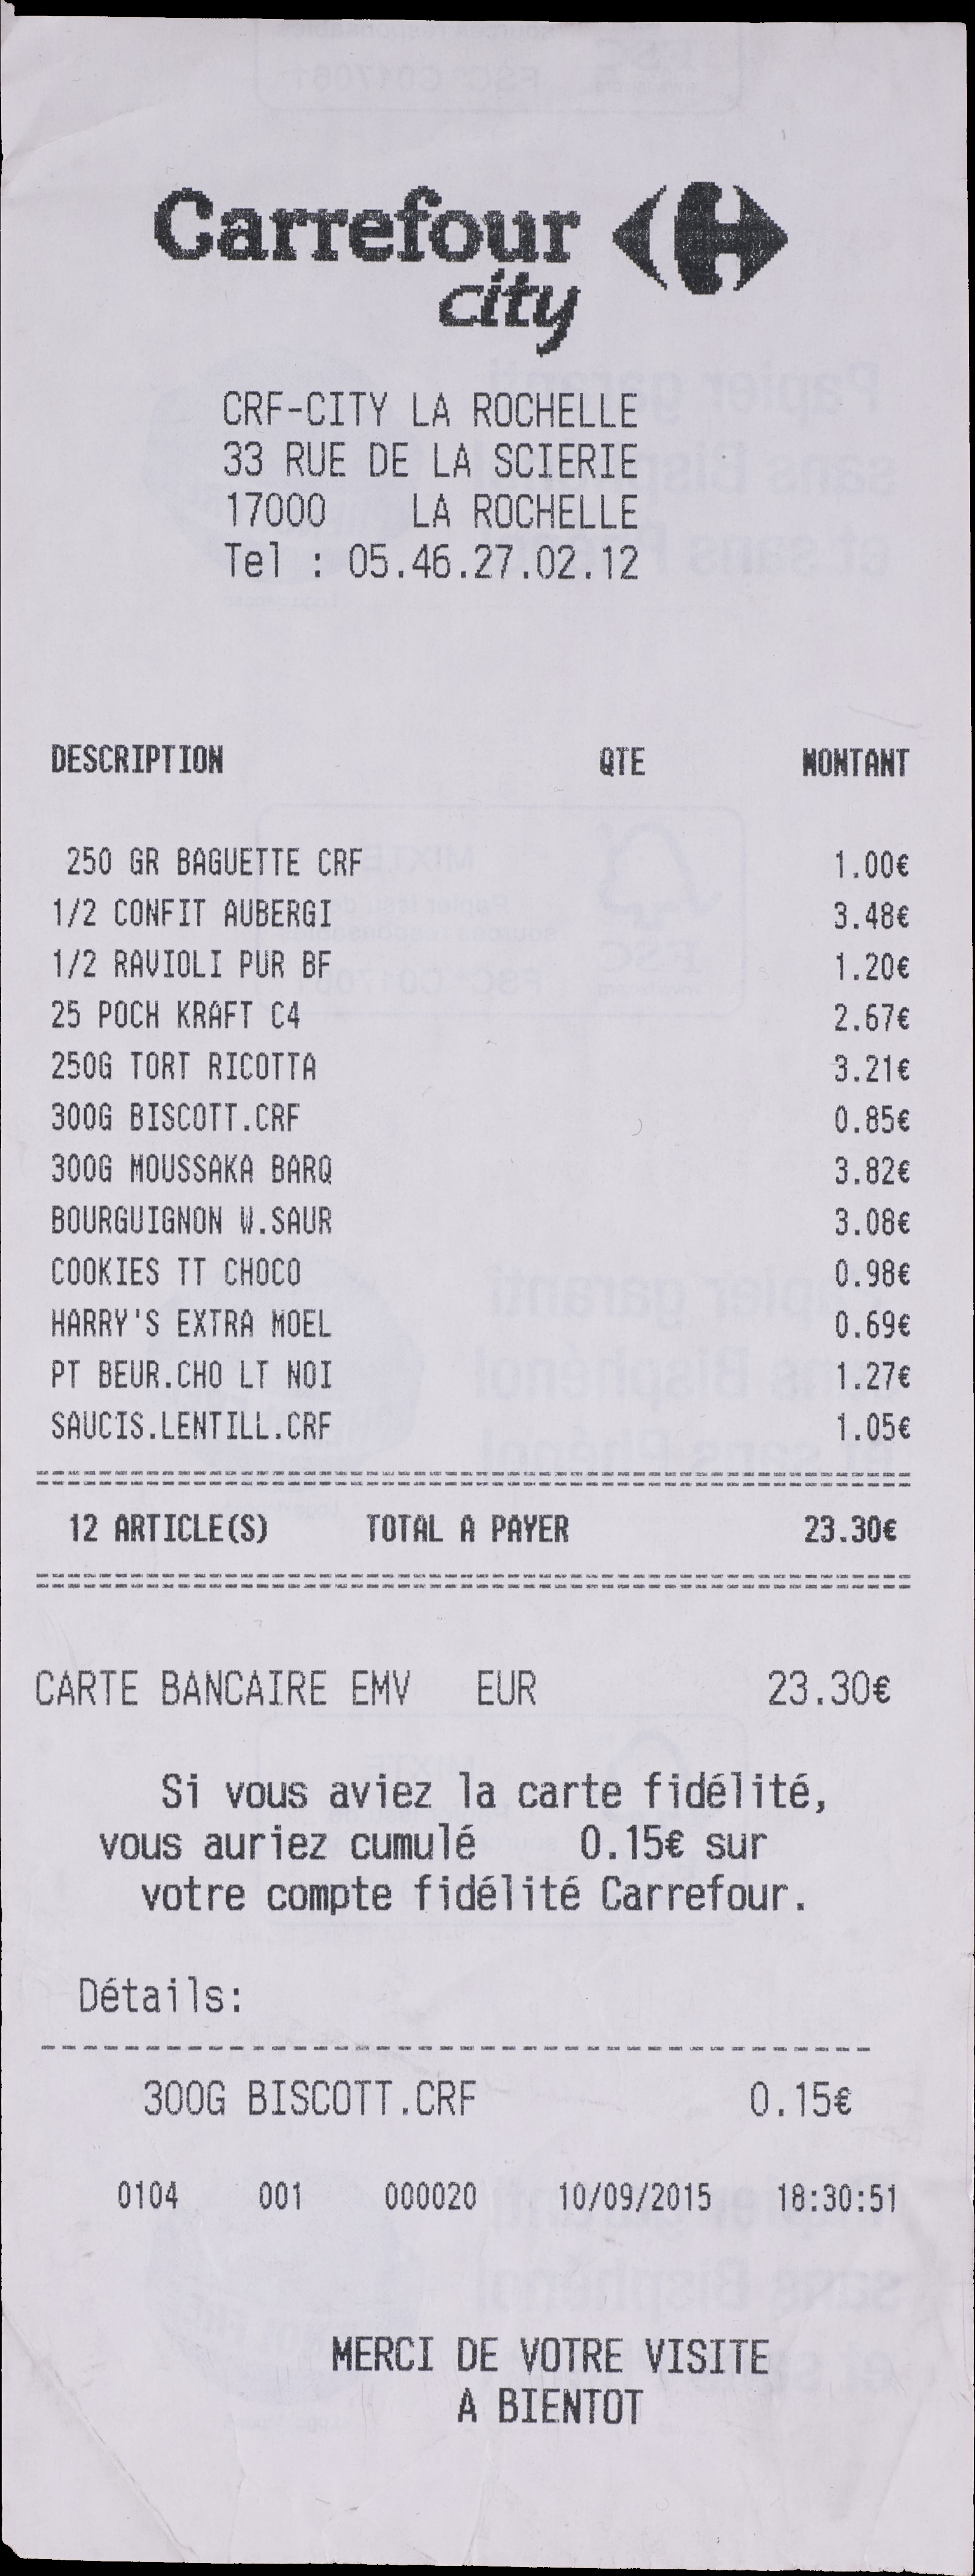 Carrefour
city
CRF-CITY LA ROCHELLE
33 RUE DE LA SCIERIE
17000 LA ROCHELLE
Tel : 05.46.27.02.12
DESCRIPTION QTE MONTANT
250 GR BAGUETTE CRF 1.00€
1/2 CONFIT AUBERGI 3.48€
1/2 RAVIOLI PUR BF 1.20€
25 POCH KRAFT C4 2.67€
250G TORT RICOTTA 3.21€
300G BISCOTT.CRF 0.85€
300G MOUSSAKA BARQ 3.82€
BOURGUIGNON W.SAUR 3.08€
COOKIES TT CHOCO 0.98€
HARRY'S EXTRA MOEL 0.69€
PT BEUR.CHO LT NOI 1.27€
SAUCIS.LENTILL.CRF 1.05€
12 ARTICLE(S) TOTAL A PAYER 23.30€
CARTE BANCAIRE EMV EUR 23.30€
Si vous aviez la carte fidélité,
vous auriez cumulé 0.15€ sur
votre compte fidélité Carrefour.
Détails:
300G BISCOTT.CRF 0.15€
0104 001 000020 10/09/2015 18:30:51
MERCI DE VOTRE VISITE
A BIENTOT